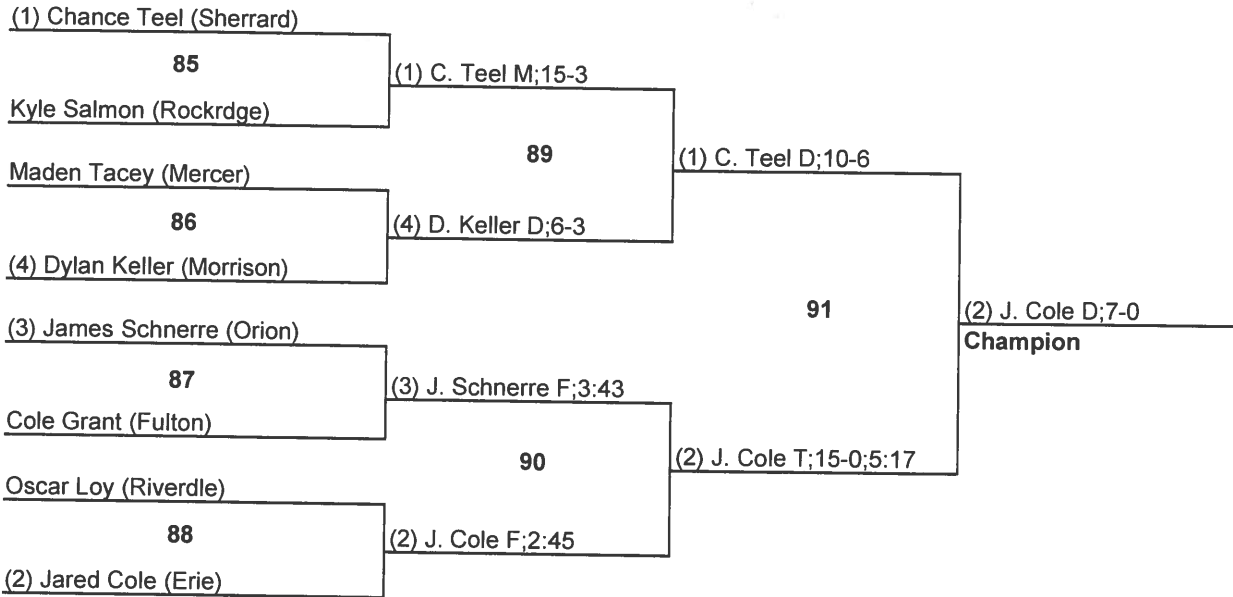 (1) Chance Teel (Sherrard)
85
(1) C. Teel M;15-3
Kyle Salmon (Rockrdge)
89
(1) C. Teel D;10-6
Maden Tacey (Mercer)
86
(4) D. Keller D;6-3
(4) Dylan Keller (Morrison)
91
(2) J. Cole D;7-0
Champion
(3) James Schnerre (Orion)
87
(3) J. Schnerre F;3:43
Cole Grant (Fulton)
90
(2) J. Cole T;15-0;5:17
Oscar Loy (Riverdle)
88
(2) J. Cole F;2:45
(2) Jared Cole (Erie)